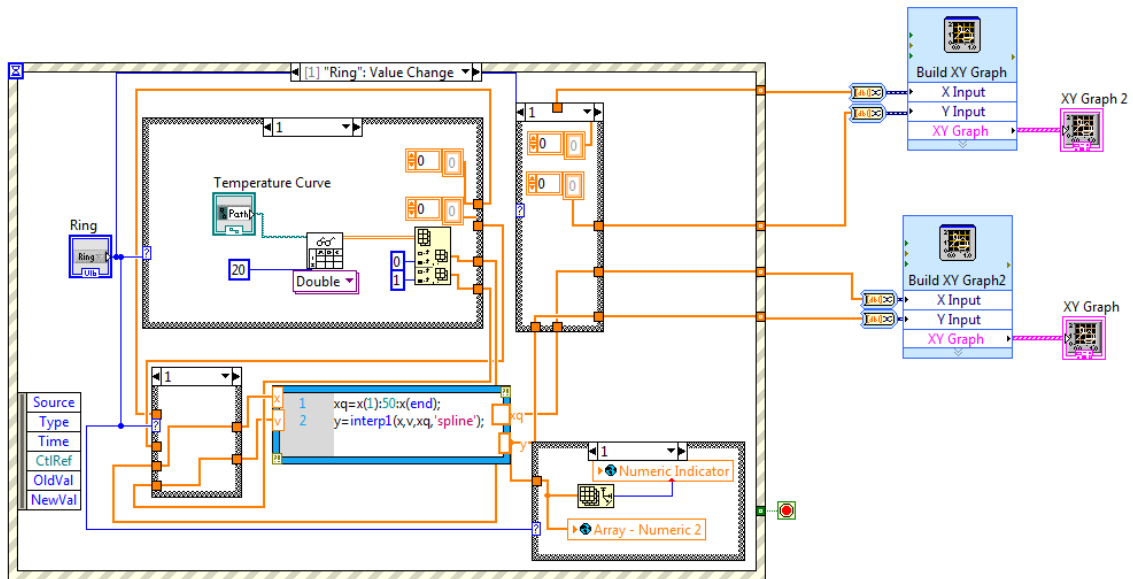 [1] "Ring": Value Change
Build XY Graph
X Input
Y Input
XY Graph
XY Graph 2
1
1
0 0
0 0
0 0
0 0
Temperature Curve
Path
Ring
Ring
20
Double
0
1
Build XY Graph2
X Input
Y Input
XY Graph
XY Graph
1
Source
Type
Time
CtlRef
OldVal
NewVal
x
v
1 xq=x(1):50:x(end);
2 y=interp1(x,v,xq,'spline');
xq
y
1
Numeric Indicator
Array - Numeric 2